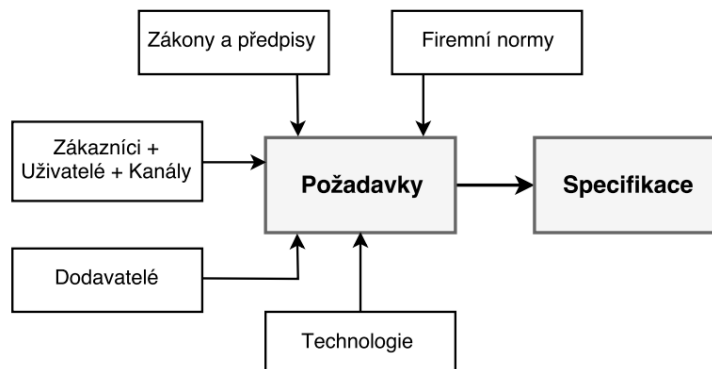 Zákony a předpisy
Firemní normy
Zákazníci +
Uživatelé + Kanály
Požadavky
Specifikace
Dodavatelé
Technologie